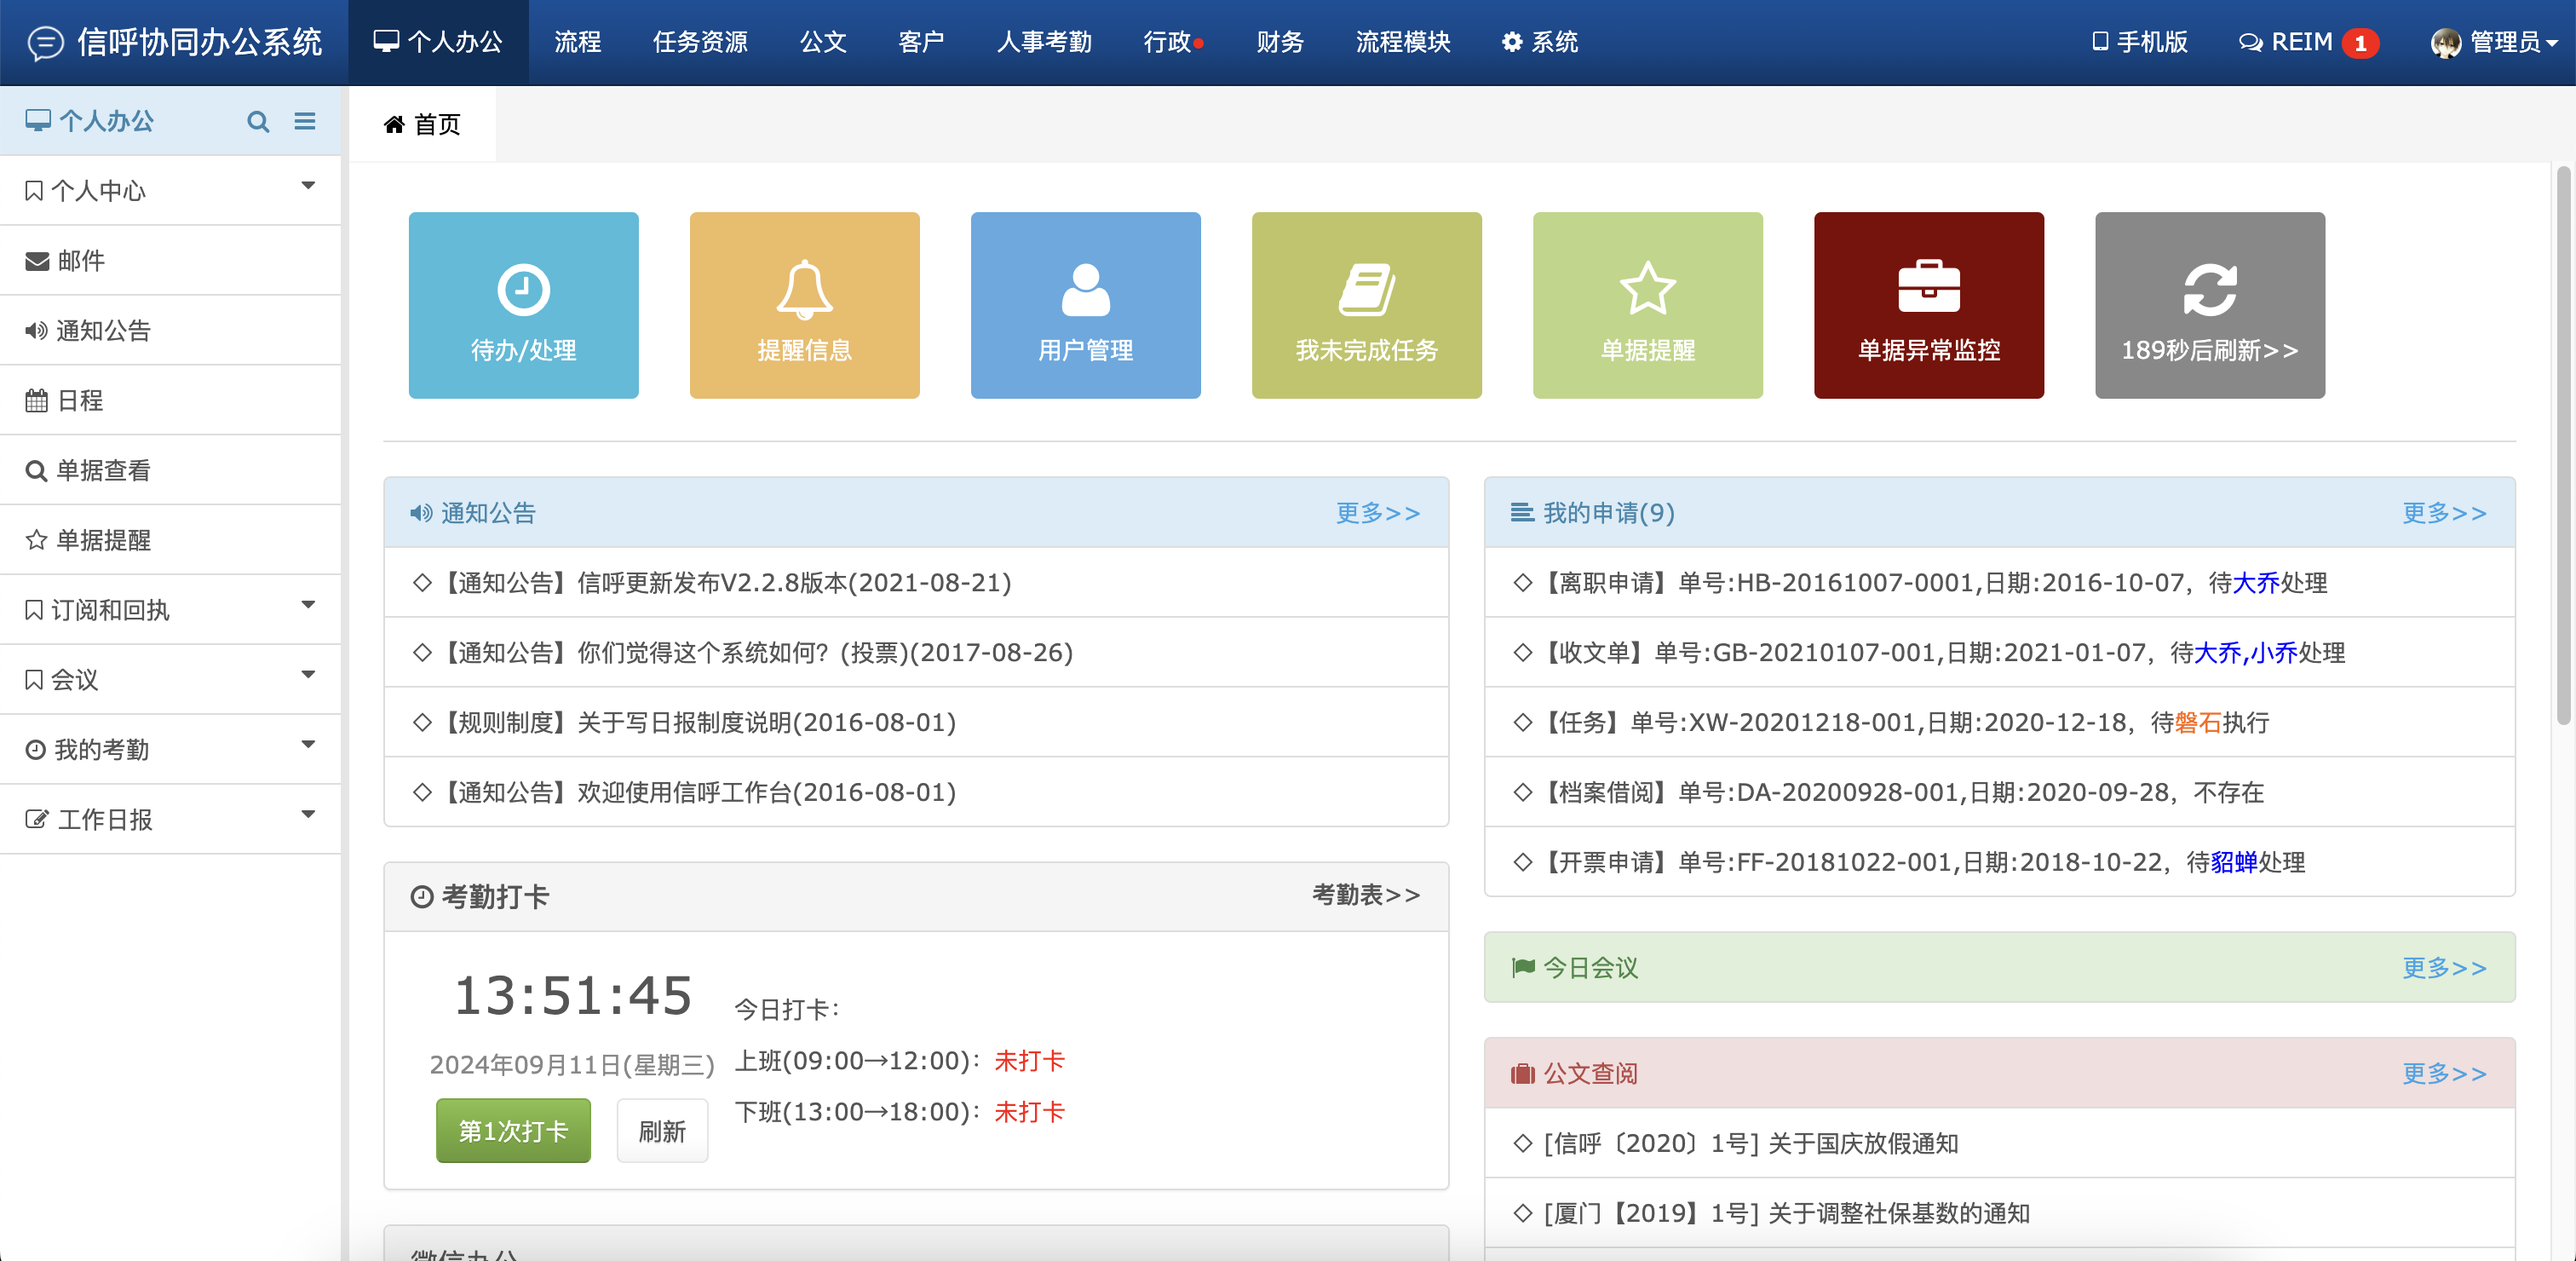 信呼协同办公系统 个人办公 流程 任务资源 公文 客户 人事考勤 行政 财务 流程模块 系统 手机版 REIM 1 管理员
个人办公
首页
个人中心
邮件
通知公告
日程
单据查看
单据提醒
订阅和回执
会议
我的考勤
工作日报
待办/处理 提醒信息 用户管理 我未完成任务 单据提醒 单据异常监控 189秒后刷新>>
通知公告 更多>>
◇【通知公告】信呼更新发布V2.2.8版本(2021-08-21)
◇【通知公告】你们觉得这个系统如何？(投票)(2017-08-26)
◇【规则制度】关于写日报制度说明(2016-08-01)
◇【通知公告】欢迎使用信呼工作台(2016-08-01)
考勤打卡 考勤表>>
13:51:45
2024年09月11日(星期三)
第1次打卡 刷新
今日打卡：
上班(09:00→12:00)：未打卡
下班(13:00→18:00)：未打卡
微信办公
我的申请(9) 更多>>
◇【离职申请】单号:HB-20161007-0001,日期:2016-10-07，待大乔处理
◇【收文单】单号:GB-20210107-001,日期:2021-01-07，待大乔,小乔处理
◇【任务】单号:XW-20201218-001,日期:2020-12-18，待磐石执行
◇【档案借阅】单号:DA-20200928-001,日期:2020-09-28，不存在
◇【开票申请】单号:FF-20181022-001,日期:2018-10-22，待貂蝉处理
今日会议 更多>>
公文查阅 更多>>
◇ [信呼〔2020〕1号] 关于国庆放假通知
◇ [厦门【2019】1号] 关于调整社保基数的通知